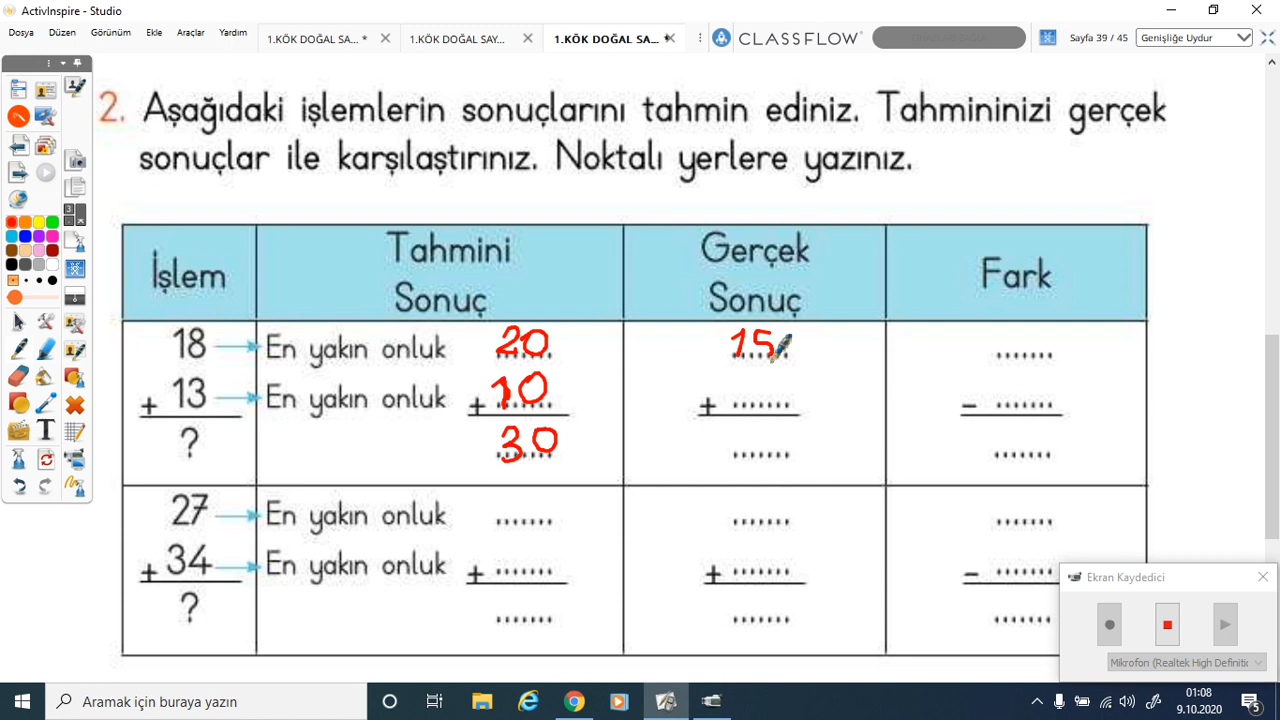 ActivInspire - Studio
Dosya Düzen Görünüm Ekle Araçlar Yardım
1.KÖK DOĞAL SA... * 1.KÖK DOĞAL SAY... 1.KÖK DOĞAL SA... *
CLASSFLOW
Sayfa 39 / 45 Genişliğe Uydur
2. Aşağıdaki işlemlerin sonuçlarını tahmin ediniz. Tahmininizi gerçek
sonuçlar ile karşılaştırınız. Noktalı yerlere yazınız.
İşlem
Tahmini
Sonuç
Gerçek
Sonuç
Fark
18 En yakın onluk 20 15 .......
+ 13 En yakın onluk + 10 + ....... - .......
? 30 ....... .......
27 En yakın onluk ....... ....... .......
+ 34 En yakın onluk + ....... + ....... - .......
? ....... ....... .......
Ekran Kaydedici
Mikrofon (Realtek High Definitic
Aramak için buraya yazın
01:08
9.10.2020
5